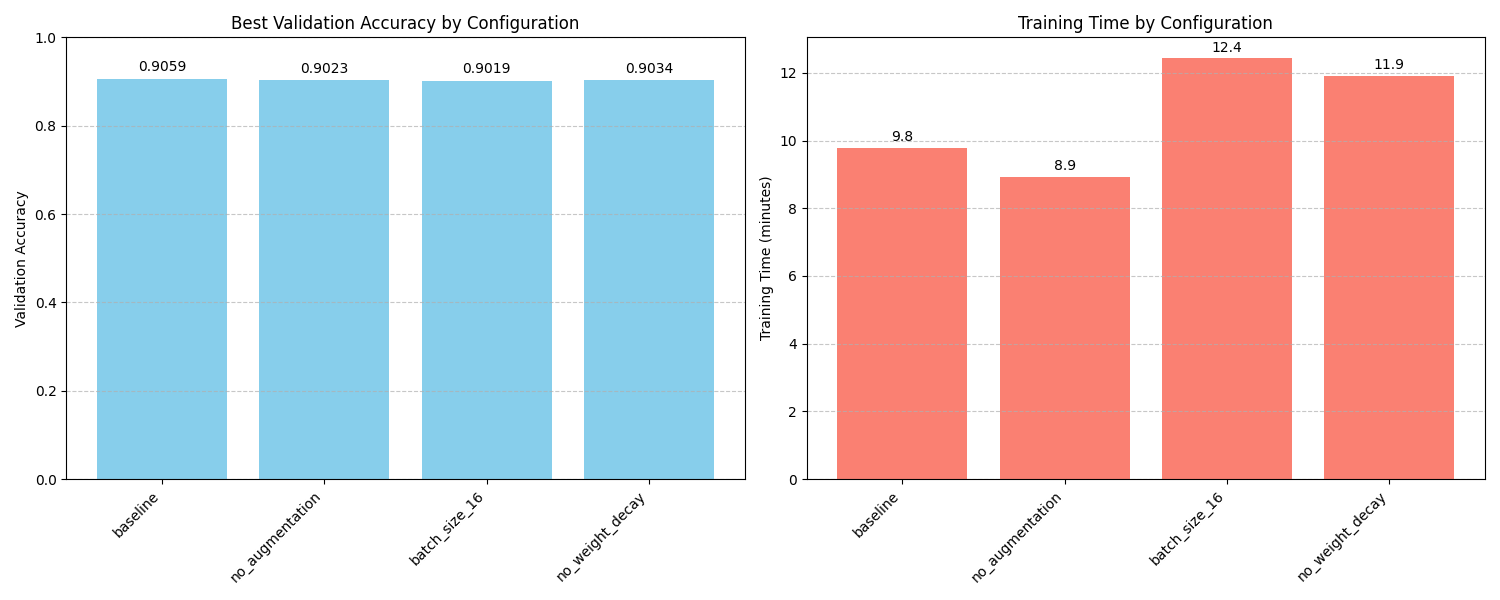 Best Validation Accuracy by Configuration
Validation Accuracy
1.0
0.8
0.6
0.4
0.2
0.0
0.9059
0.9023
0.9019
0.9034
baseline
no_augmentation
batch_size_16
no_weight_decay
Training Time by Configuration
Training Time (minutes)
12
10
8
6
4
2
0
9.8
8.9
12.4
11.9
baseline
no_augmentation
batch_size_16
no_weight_decay